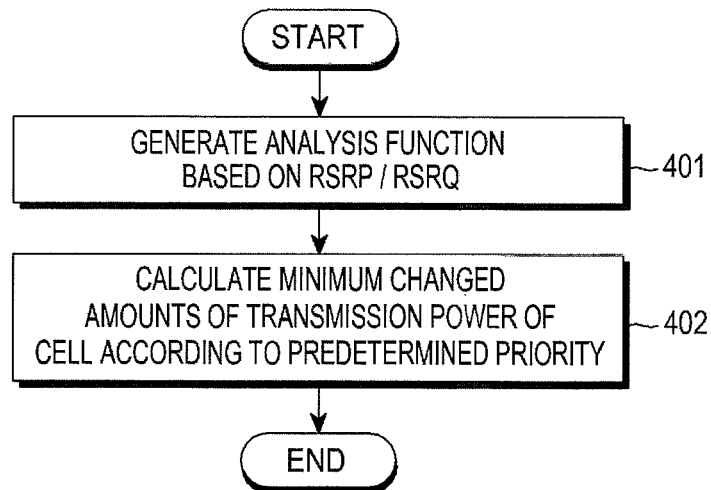 START
GENERATE ANALYSIS FUNCTION
BASED ON RSRP / RSRQ
401
CALCULATE MINIMUM CHANGED
AMOUNTS OF TRANSMISSION POWER OF
CELL ACCORDING TO PREDETERMINED PRIORITY
402
END